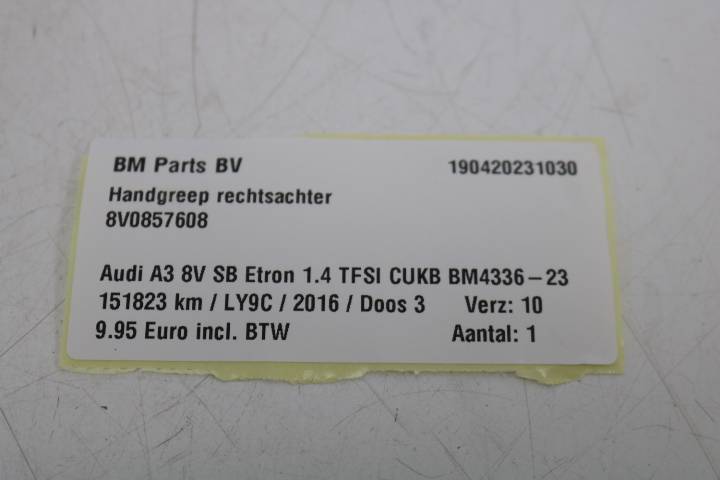 BM Parts BV 190420231030
Handgreep rechtsachter
8V0857608
Audi A3 8V SB Etron 1.4 TFSI CUKB BM4336-23
151823 km / LY9C / 2016 / Doos 3 Verz: 10
9.95 Euro incl. BTW Aantal: 1